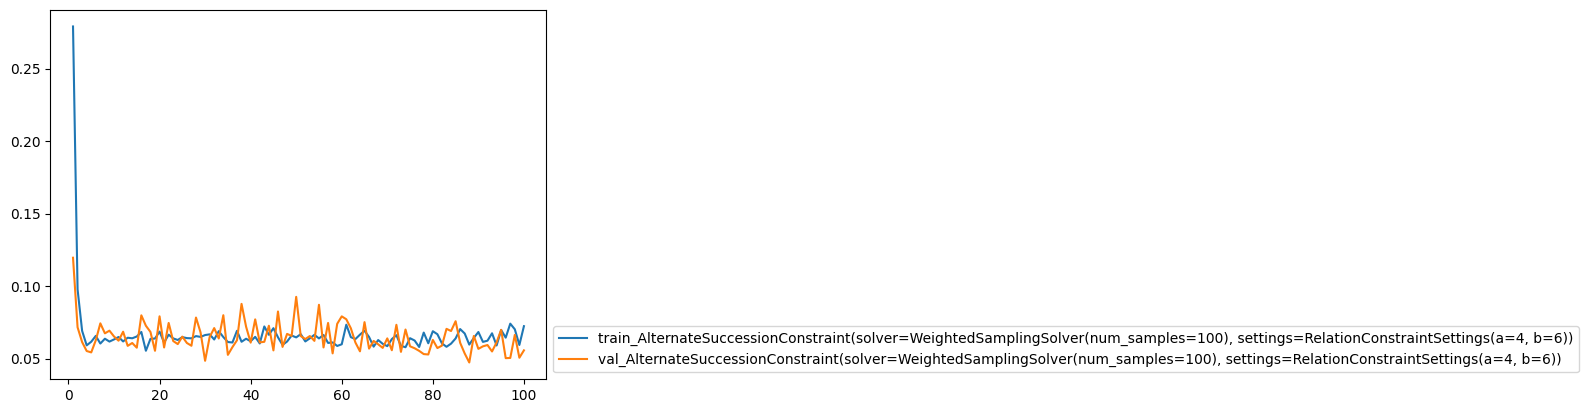 0.25
0.20
0.15
0.10
0.05
0 20 40 60 80 100
train_AlternateSuccessionConstraint(solver=WeightedSamplingSolver(num_samples=100), settings=RelationConstraintSettings(a=4, b=6))
val_AlternateSuccessionConstraint(solver=WeightedSamplingSolver(num_samples=100), settings=RelationConstraintSettings(a=4, b=6))